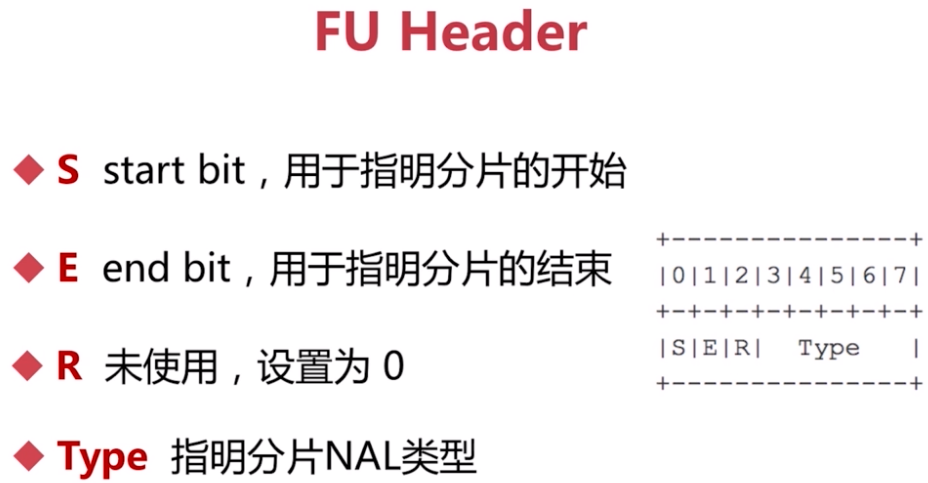 FU Header
S start bit，用于指明分片的开始
E end bit，用于指明分片的结束
R 未使用，设置为 0
Type 指明分片NAL类型
+---------------+
|0|1|2|3|4|5|6|7|
+-+-+-+-+-+-+-+-+
|S|E|R|  Type   |
+---------------+